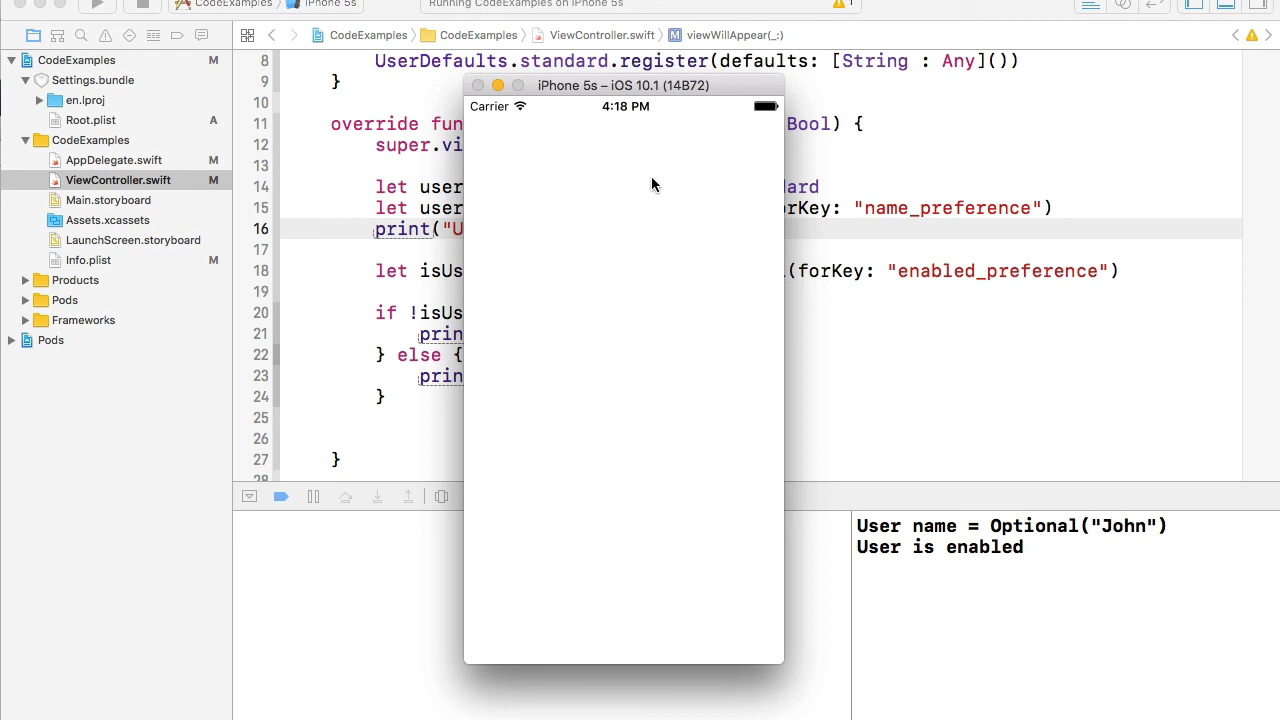 CodeExamples iPhone 5s Running CodeExamples on iPhone 5s 1
CodeExamples CodeExamples ViewController.swift M viewWillAppear(_:)
CodeExamples M
Settings.bundle
en.lproj
Root.plist A
CodeExamples
AppDelegate.swift M
ViewController.swift M
Main.storyboard
Assets.xcassets
LaunchScreen.storyboard
Info.plist M
Products
Pods
Frameworks
Pods
8 UserDefaults.standard.register(defaults: [String : Any]())
9 }
10
11 override fun Bool) {
12 super.vi
13
14 let user ard
15 let user rKey: "name_preference")
16 print("U
17
18 let isUs (forKey: "enabled_preference")
19
20 if !isUs
21 prin
22 } else {
23 prin
24 }
25
26
27 }
28
iPhone 5s – iOS 10.1 (14B72)
Carrier 4:18 PM
User name = Optional("John")
User is enabled